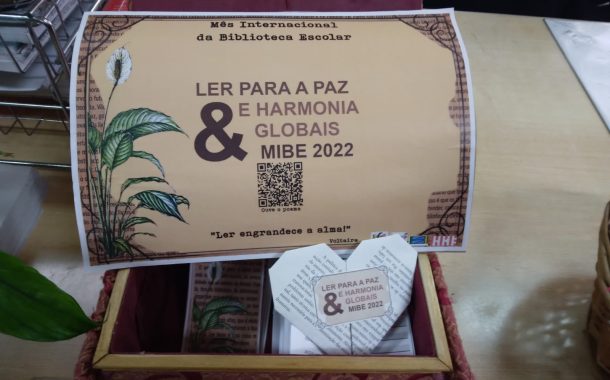 Mês Internacional
da Biblioteca Escolar
LER PARA A PAZ
& E HARMONIA
GLOBAIS
MIBE 2022
Ouve o poema
"Ler engrandece a alma!"
Voltaire
LER PARA A PAZ
& E HARMONIA
GLOBAIS
MIBE 2022